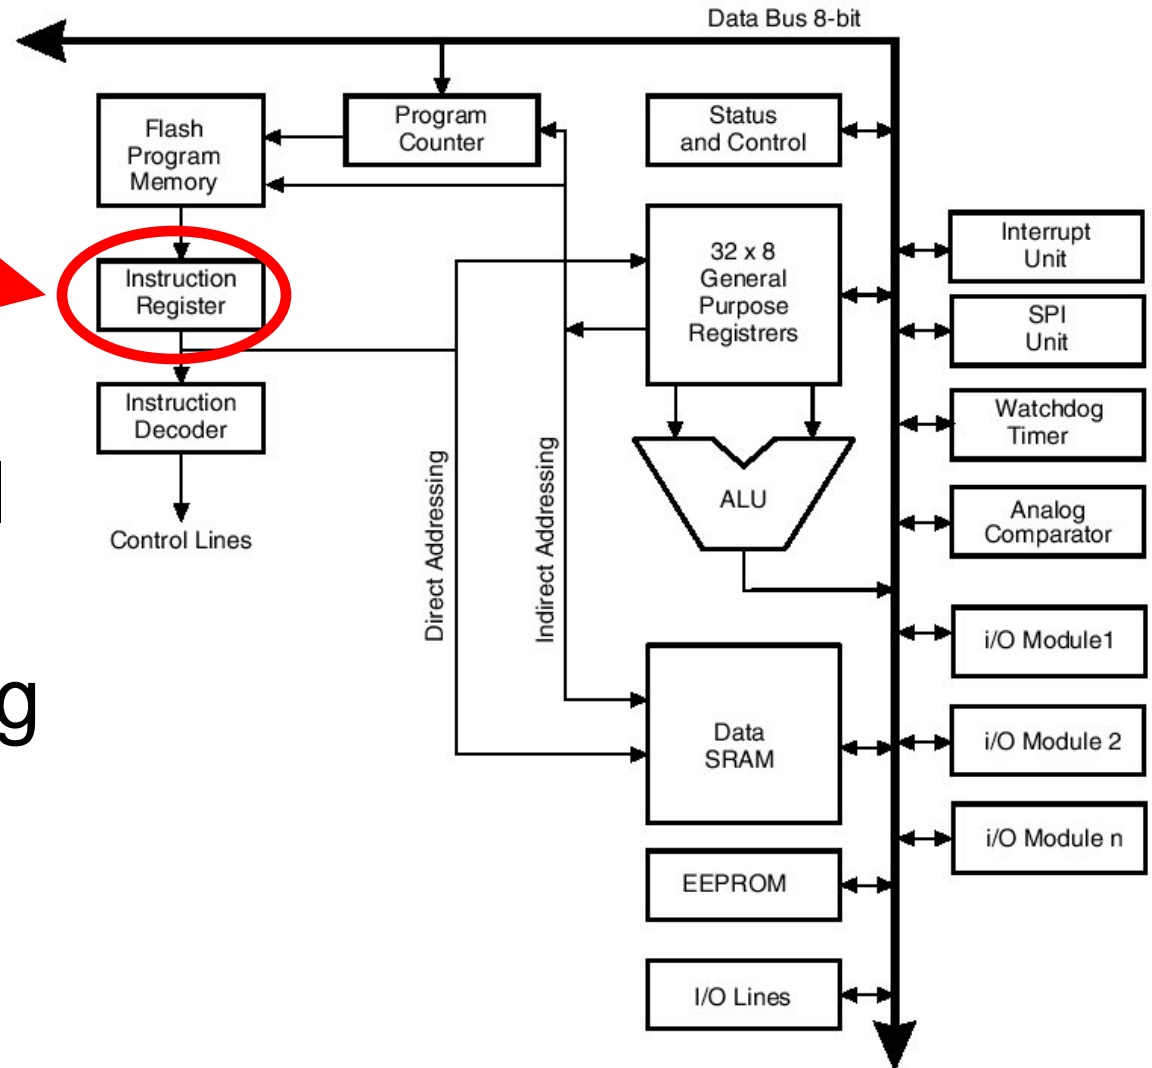 Data Bus 8-bit
Flash
Program
Memory
Program
Counter
Status
and Control
Instruction
Register
32 x 8
General
Purpose
Registrers
Interrupt
Unit
SPI
Unit
Instruction
Decoder
Watchdog
Timer
ALU
Analog
Comparator
Control Lines
Direct Addressing
Indirect Addressing
i/O Module1
g
Data
SRAM
i/O Module 2
i/O Module n
EEPROM
I/O Lines